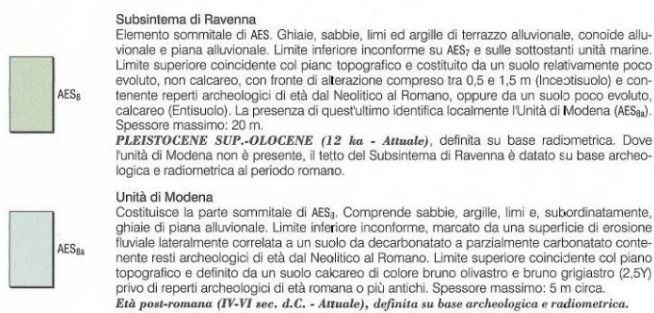 Subsintema di Ravenna
Elemento sommitale di AES. Ghiaie, sabbie, limi ed argille di terrazzo alluvionale, conoide allu-
vionale e piana alluvionale. Limite inferiore inconforme su AES7 e sulle sottostanti unità marine.
Limite superiore coincidente col piano topografico e costituito da un suolo relativamente poco
evoluto, non calcareo, con fronte di alterazione compreso tra 0,5 e 1,5 m (Inceptisuolo) e con-
AES8
tenente reperti archeologici di età dal Neolitico al Romano, oppure da un suolo poco evoluto,
calcareo (Entisuolo). La presenza di quest'ultimo identifica localmente l'Unità di Modena (AES8a).
Spessore massimo: 20 m.
PLEISTOCENE SUP.-OLOCENE (12 ka - Attuale), definita su base radiometrica. Dove
l'unità di Modena non è presente, il tetto del Subsintema di Ravenna è datato su base archeo-
logica e radiometrica al periodo romano.
Unità di Modena
Costituisce la parte sommitale di AES8. Comprende sabbie, argille, limi e, subordinatamente,
ghiaie di piana alluvionale. Limite inferiore inconforme, marcato da una superficie di erosione
AES8a
fluviale lateralmente correlata a un suolo da decarbonatato a parzialmente carbonatato conte-
nente resti archeologici di età dal Neolitico al Romano. Limite superiore coincidente col piano
topografico e definito da un suolo calcareo di colore bruno olivastro e bruno grigiastro (2,5Y)
privo di reperti archeologici di età romana o più antichi. Spessore massimo: 5 m circa.
Età post-romana (IV-VI sec. d.C. - Attuale), definita su base archeologica e radiometrica.